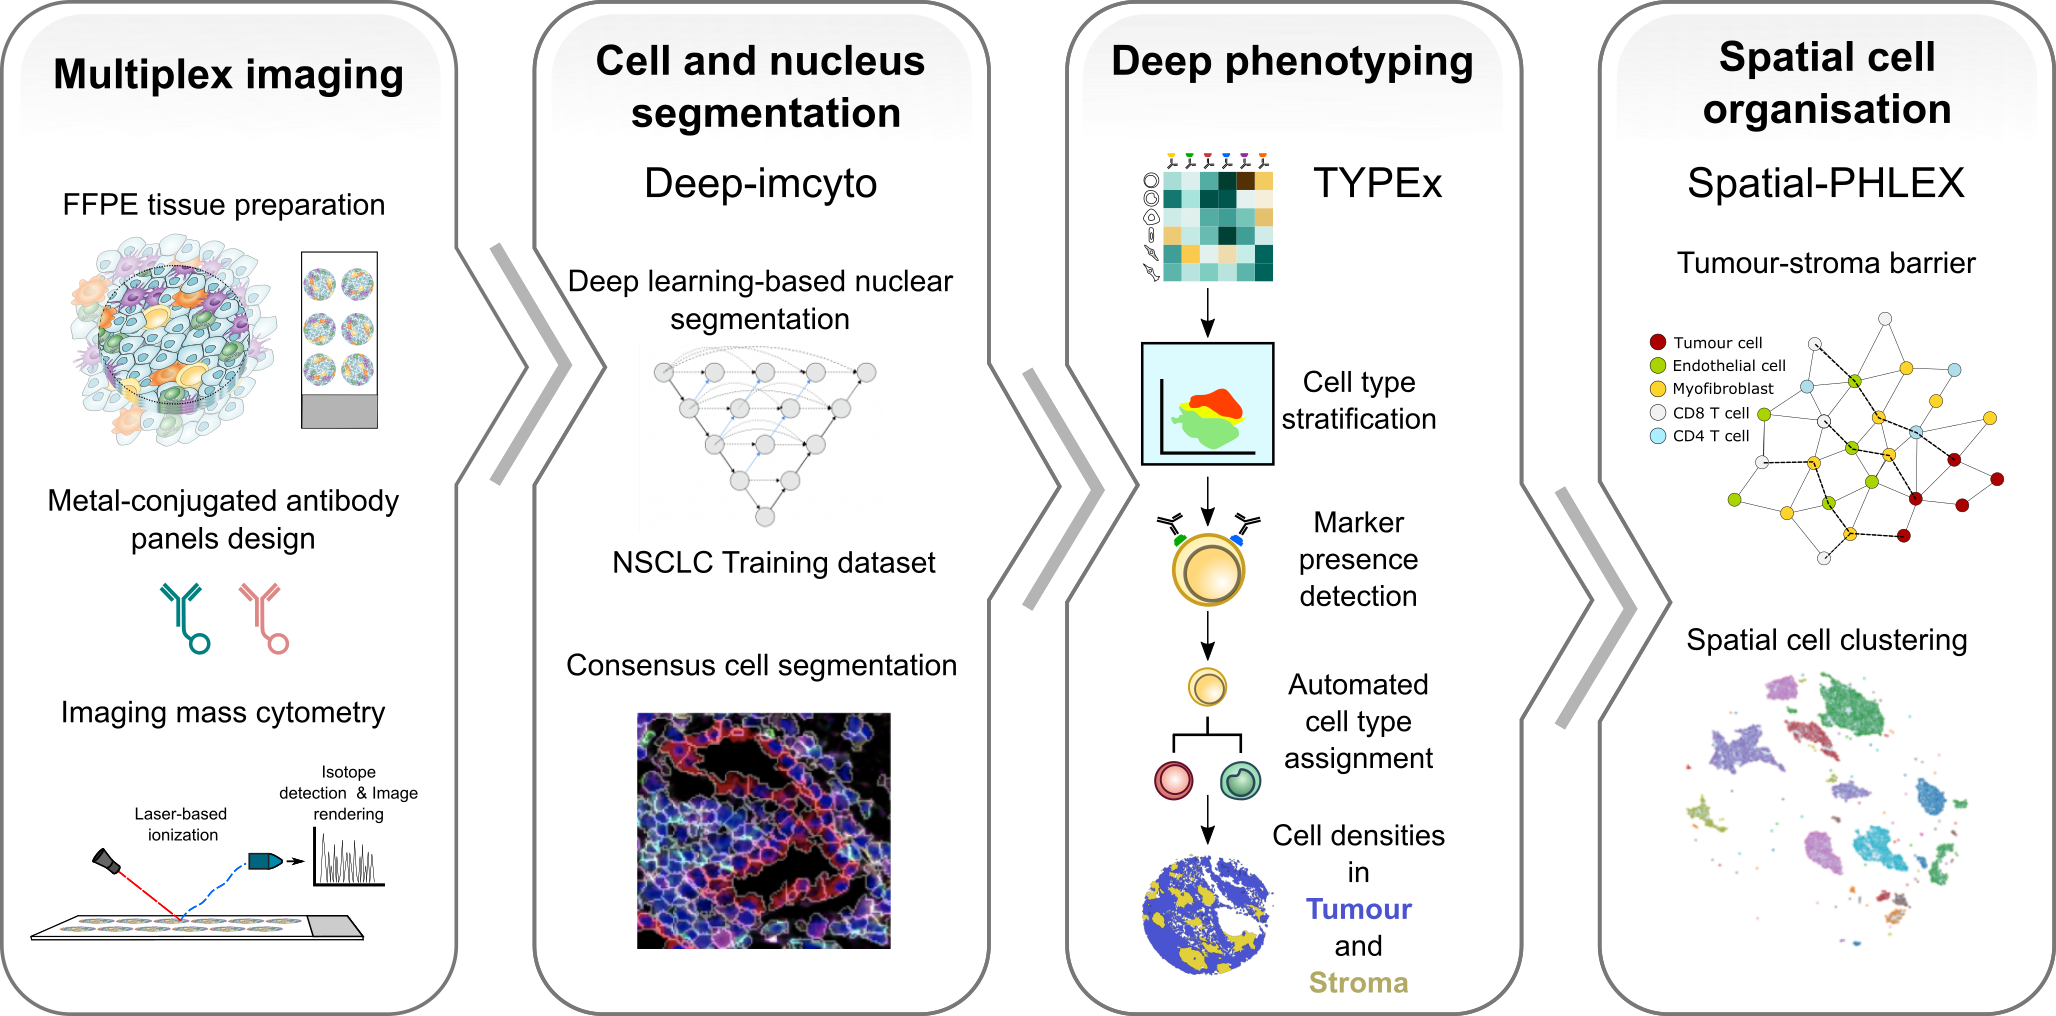 Multiplex imaging
FFPE tissue preparation
Metal-conjugated antibody
panels design
Imaging mass cytometry
Laser-based
ionization
Isotope
detection & Image
rendering
Cell and nucleus
segmentation
Deep-imcyto
Deep learning-based nuclear
segmentation
NSCLC Training dataset
Consensus cell segmentation
Deep phenotyping
TYPEx
Cell type
stratification
Marker
presence
detection
Automated
cell type
assignment
Cell densities
in
Tumour
and
Stroma
Spatial cell
organisation
Spatial-PHLEX
Tumour-stroma barrier
Tumour cell
Endothelial cell
Myofibroblast
CD8 T cell
CD4 T cell
Spatial cell clustering